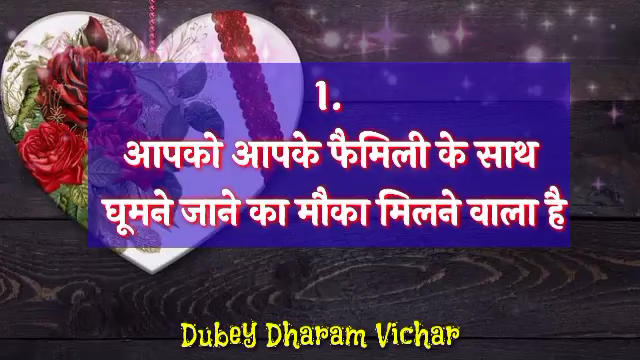 1.
आपको आपके फैमिली के साथ
घूमने जाने का मौका मिलने वाला है
Dubey Dharam Vichar